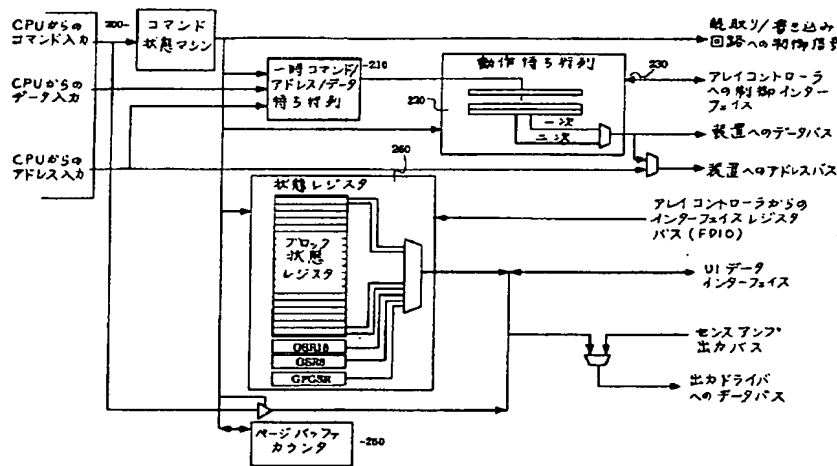 CPUからの
コマンド入力
200
コマンド
状態マシン
読取り/書き込み
回路への制御信号
CPUからの
データ入力
一時コマンド/
アドレス/データ
待ち行列
210
動作待ち行列
220
一次
二次
230
アレイコントローラ
への制御インター
フェイス
装置へのデータバス
CPUからの
アドレス入力
装置へのアドレスバス
260
状態レジスタ
ブロック
状態
レジスタ
アレイコントローラからの
インターフェイスレジスタ
バス(FDIO)
UIデータ
インターフェイス
GSR8
センスアンプ
出力バス
出力ドライバ
へのデータバス
ページバッファ
カウンタ
250